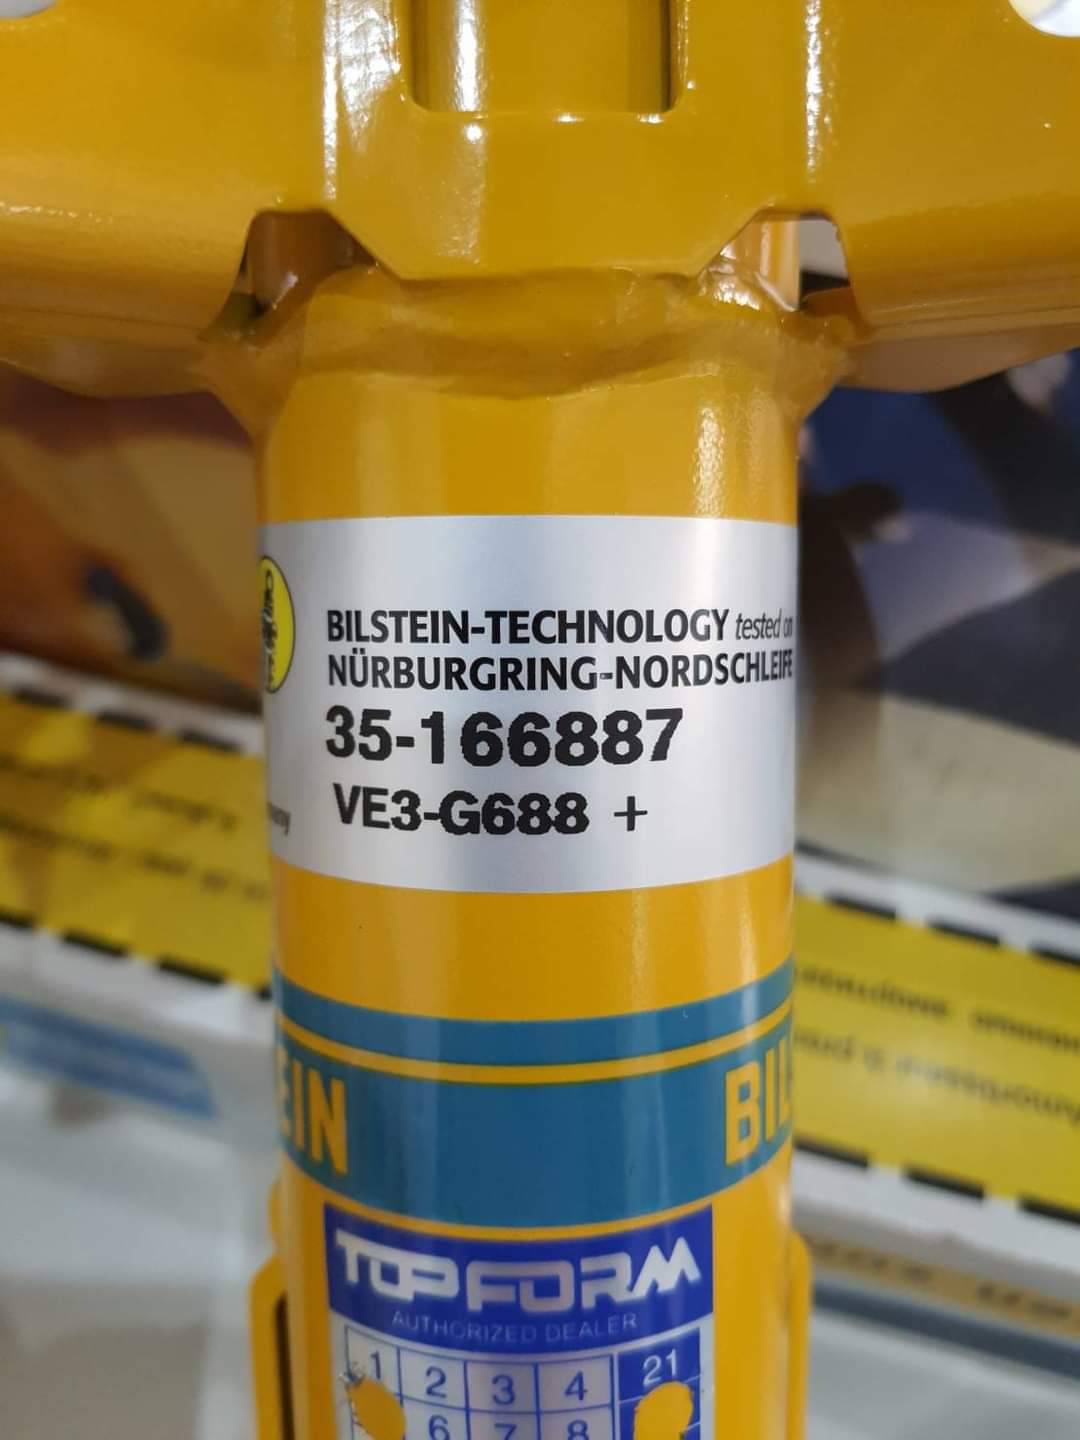 BILSTEIN-TECHNOLOGY tested on
NÜRBURGRING-NORDSCHLEIFE
35-166887
VE3-G688 +
EIN
BIL
TOPFORM
AUTHORIZED DEALER
1 2 3 4 21
6 7 8